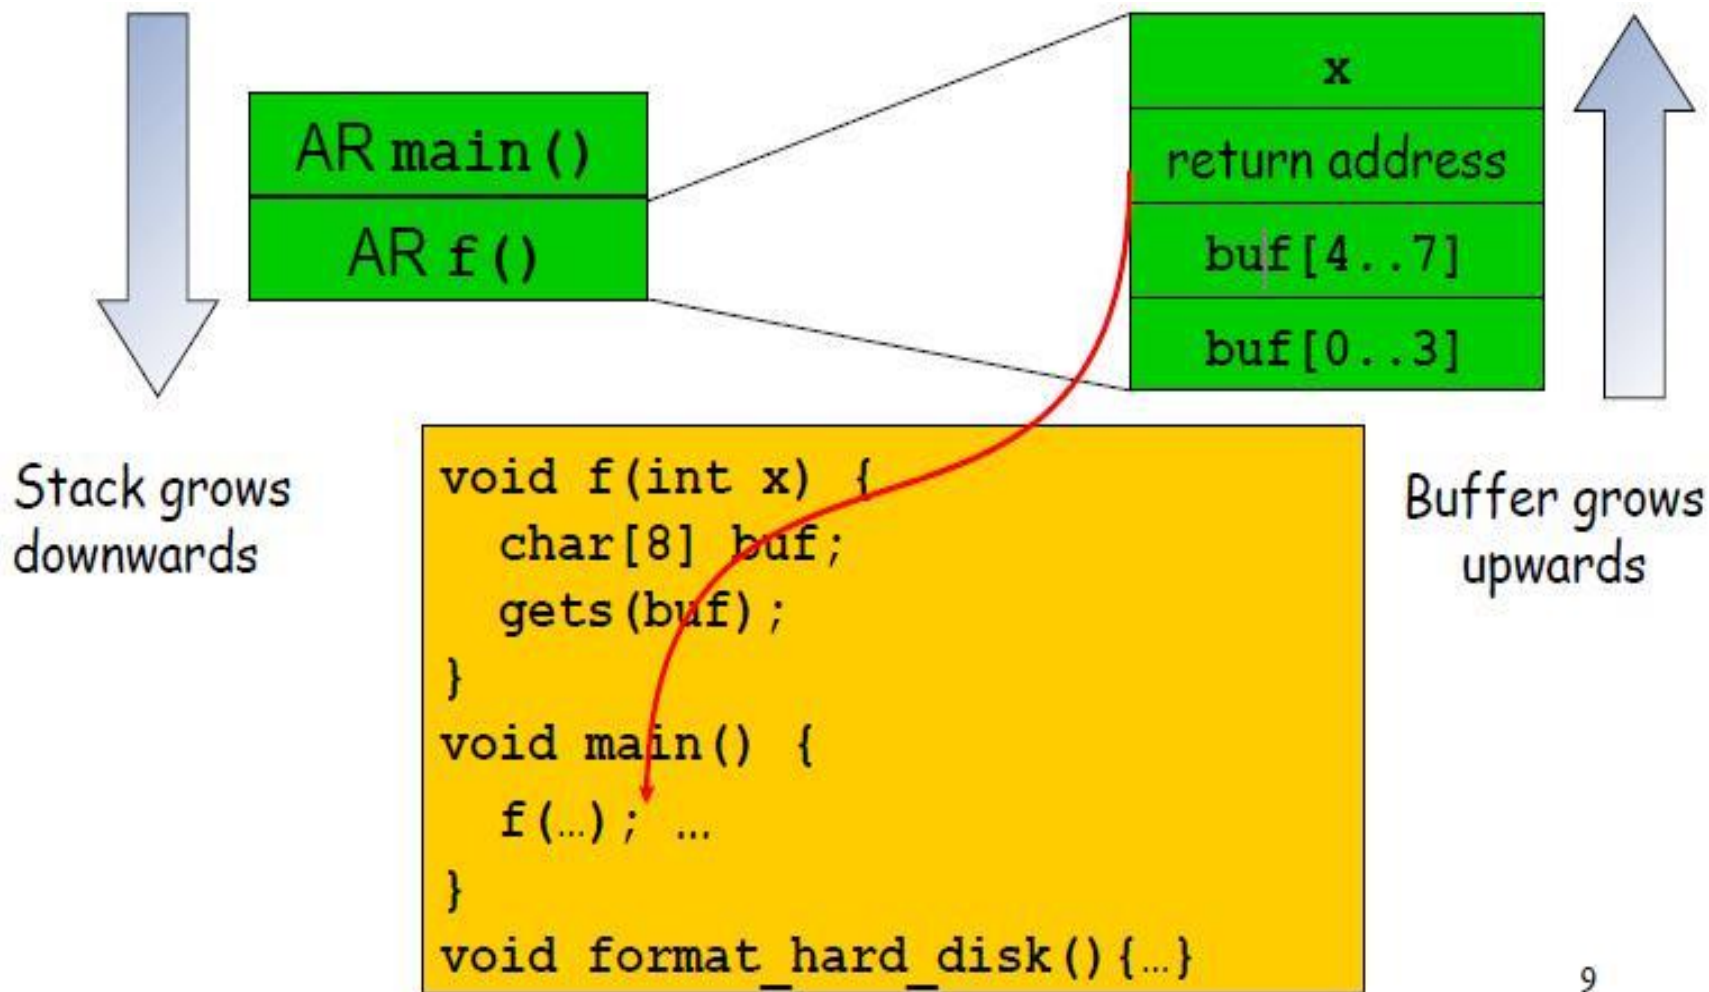 AR main()
AR f()
x
return address
buf[4..7]
buf[0..3]
Stack grows
downwards
void f(int x) {
char[8] buf;
gets(buf);
}
void main() {
f(…); …
}
void format_hard_disk(){…}
Buffer grows
upwards
9